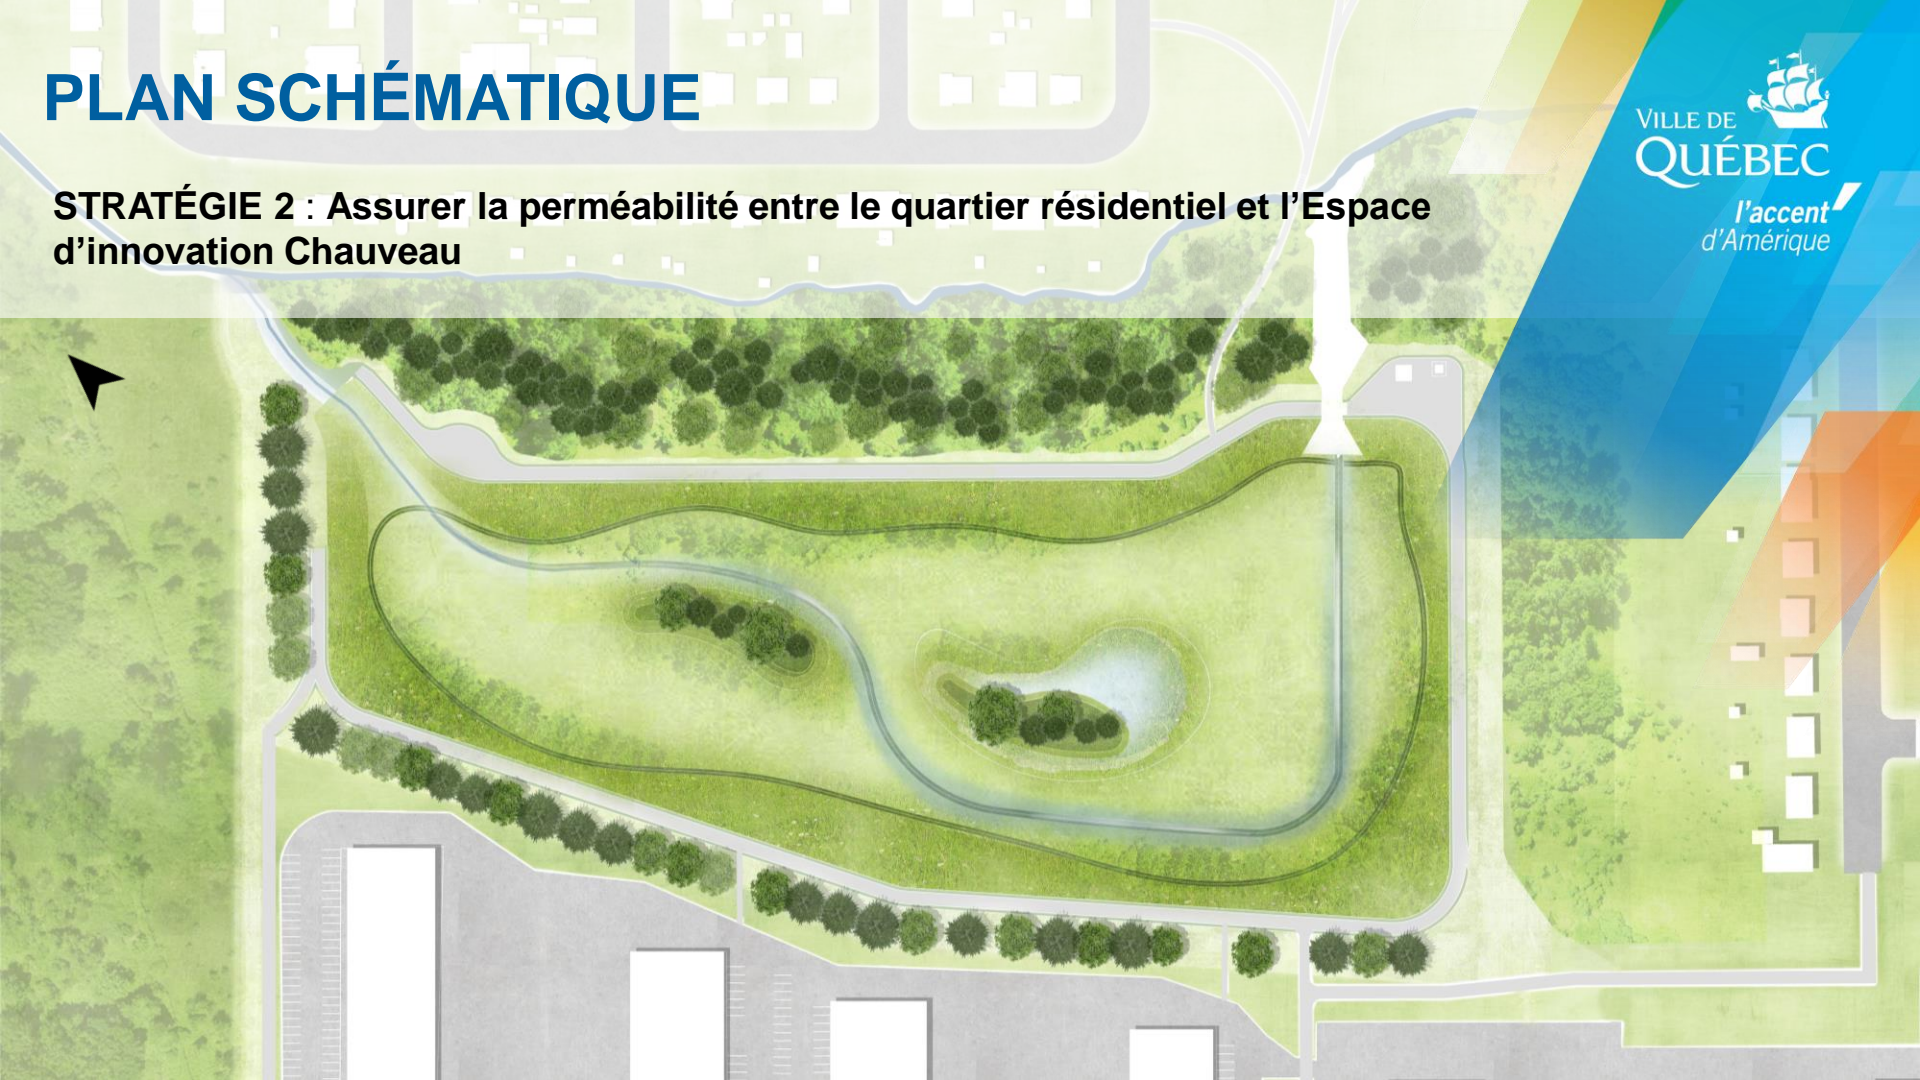 PLAN SCHÉMATIQUE
STRATÉGIE 2 : Assurer la perméabilité entre le quartier résidentiel et l’Espace
d’innovation Chauveau
VILLE DE
QUÉBEC
l'accent
d'Amérique